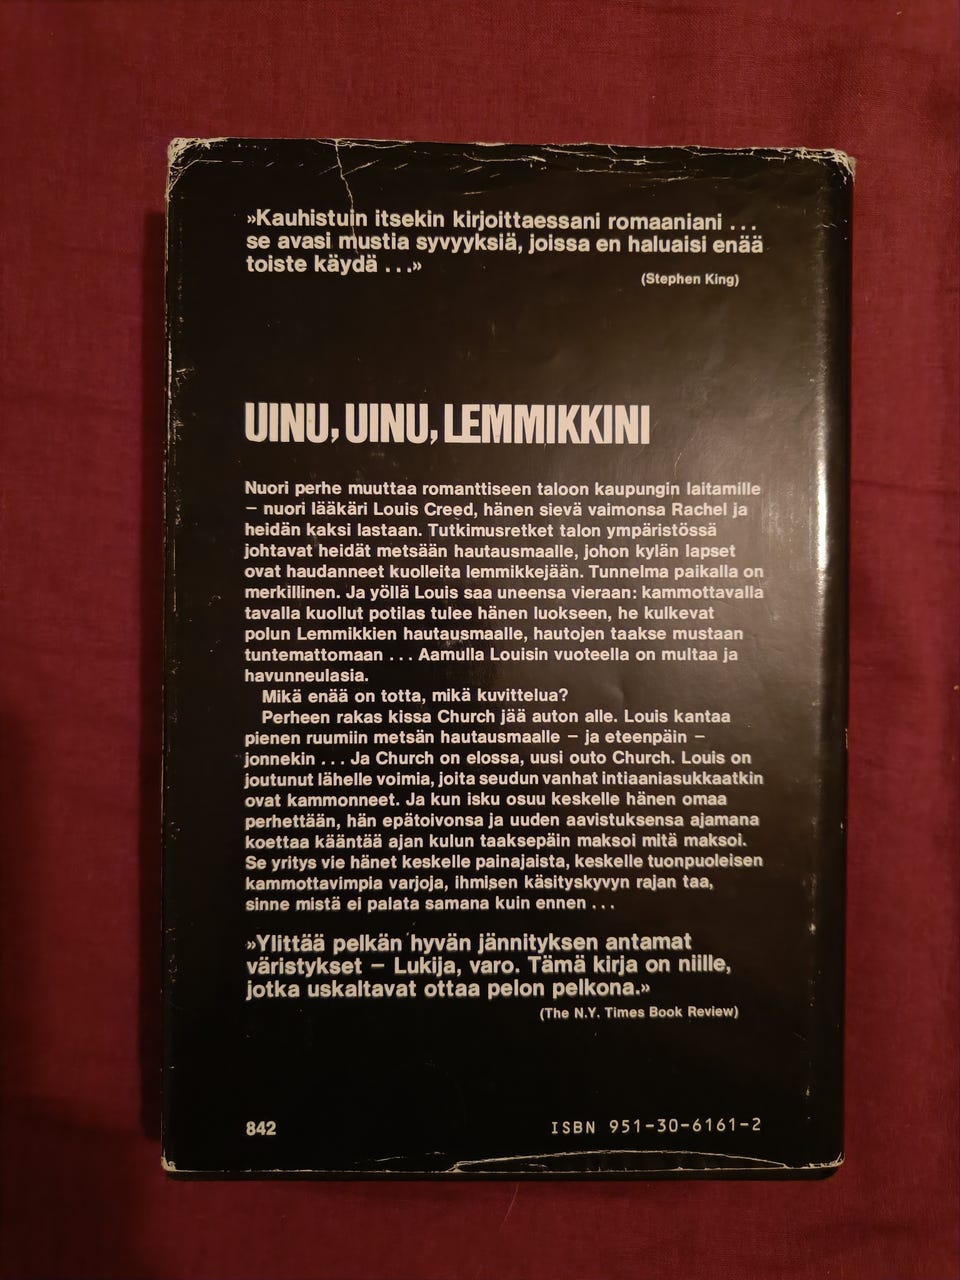 »Kauhistuin itsekin kirjoittaessani romaaniani ...
se avasi mustia syvyyksiä, joissa en haluaisi enää
toiste käydä ...»
(Stephen King)
UINU, UINU, LEMMIKKINI
Nuori perhe muuttaa romanttiseen taloon kaupungin laitamille
– nuori lääkäri Louis Creed, hänen sievä vaimonsa Rachel ja
heidän kaksi lastaan. Tutkimusretket talon ympäristössä
johtavat heidät metsään hautausmaalle, johon kylän lapset
ovat haudanneet kuolleita lemmikkejään. Tunnelma paikalla on
merkillinen. Ja yöllä Louis saa uneensa vieraan: kammottavalla
tavalla kuollut potilas tulee hänen luokseen, he kulkevat
polun Lemmikkien hautausmaalle, hautojen taakse mustaan
tuntemattomaan ... Aamulla Louisin vuoteella on multaa ja
havunneulasia.
Mikä enää on totta, mikä kuvittelua?
Perheen rakas kissa Church jää auton alle. Louis kantaa
pienen ruumiin metsän hautausmaalle – ja eteenpäin –
jonnekin ... Ja Church on elossa, uusi outo Church. Louis on
joutunut lähelle voimia, joita seudun vanhat intiaaniasukkaatkin
ovat kammonneet. Ja kun isku osuu keskelle hänen omaa
perhettään, hän epätoivonsa ja uuden aavistuksensa ajamana
koettaa kääntää ajan kulun taaksepäin maksoi mitä maksoi.
Se yritys vie hänet keskelle painajaista, keskelle tuonpuoleisen
kammottavimpia varjoja, ihmisen käsityskyvyn rajan taa,
sinne mistä ei palata samana kuin ennen ...
»Ylittää pelkän hyvän jännityksen antamat
väristykset – Lukija, varo. Tämä kirja on niille,
jotka uskaltavat ottaa pelon pelkona.»
(The N.Y. Times Book Review)
842
ISBN 951-30-6161-2